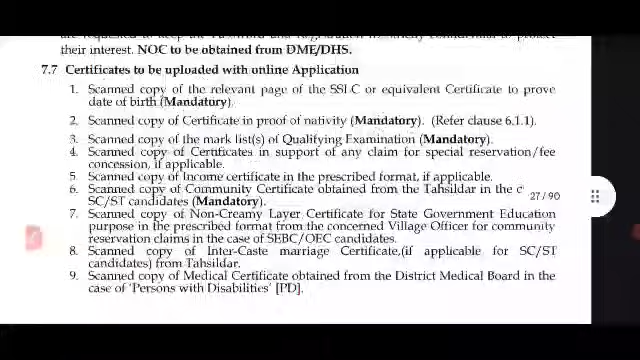 their interest. NOC to be obtained from DME/DHS.
7.7 Certificates to be uploaded with online Application
1. Scanned copy of the relevant page of the SSLC or equivalent Certificate to prove
date of birth (Mandatory).
2. Scanned copy of Certificate in proof of nativity (Mandatory). (Refer clause 6.1.1)
3. Scanned copy of the mark list(s) of Qualifying Examination (Mandatory).
4. Scanned copy of Certificates in support of any claim for special reservation/fee
concession, if applicable.
5. Scanned copy of Income certificate in the prescribed format, if applicable.
6. Scanned copy of Community Certificate obtained from the Tahsildar in the c
27/90
SC/ST candidates (Mandatory).
7. Scanned copy of Non-Creamy Layer Certificate for State Government Education
purpose in the prescribed format from the concerned Village Officer for community
reservation claims in the case of SEBC/OEC candidates.
8. Scanned copy of Inter-Caste marriage Certificate,(if applicable for SC/ST
candidates) from Tahsildar.
9. Scanned copy of Medical Certificate obtained from the District Medical Board in the
case of 'Persons with Disabilities' [PD].